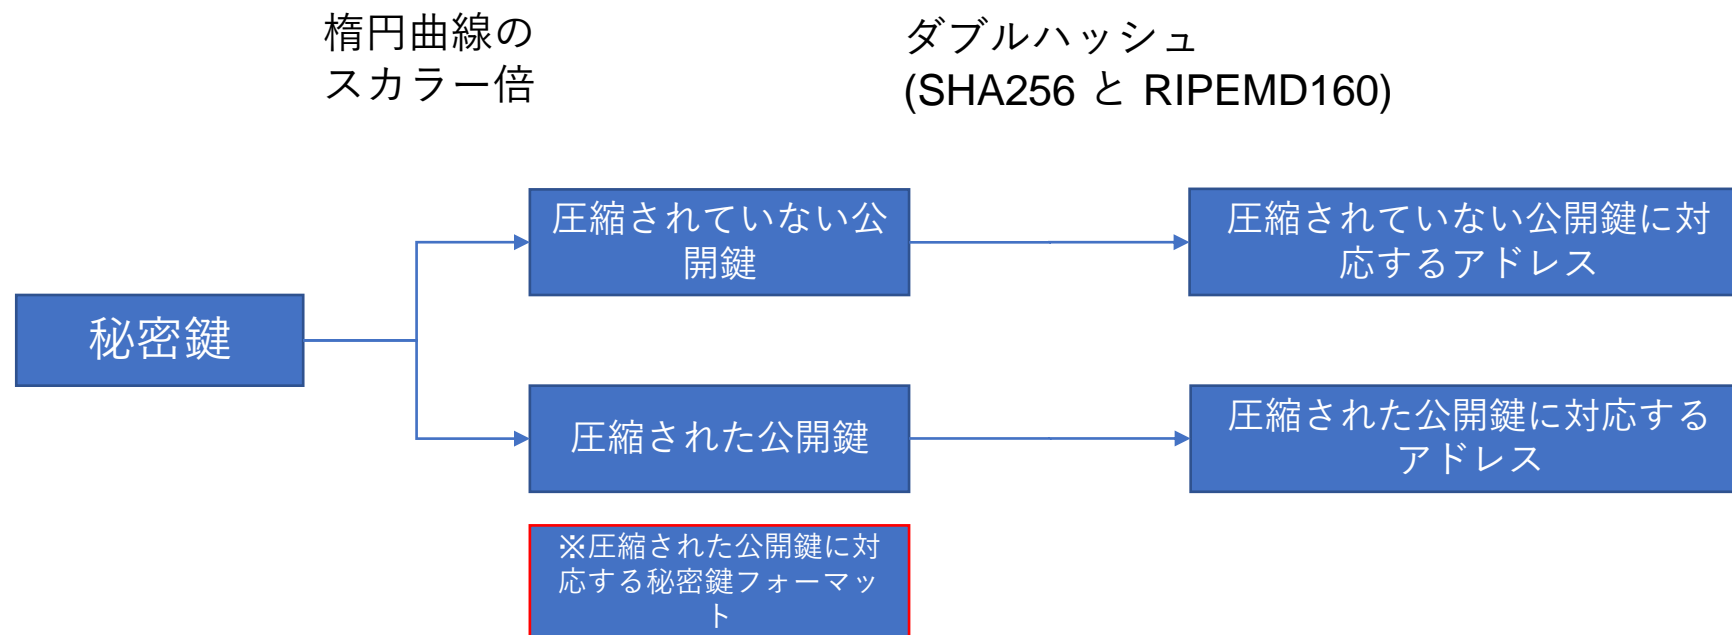 楕円曲線の
スカラー倍
ダブルハッシュ
(SHA256 と RIPEMD160)
圧縮されていない公
開鍵
圧縮されていない公開鍵に対
応するアドレス
秘密鍵
圧縮された公開鍵
圧縮された公開鍵に対応する
アドレス
※圧縮された公開鍵に対
応する秘密鍵フォーマッ
ト